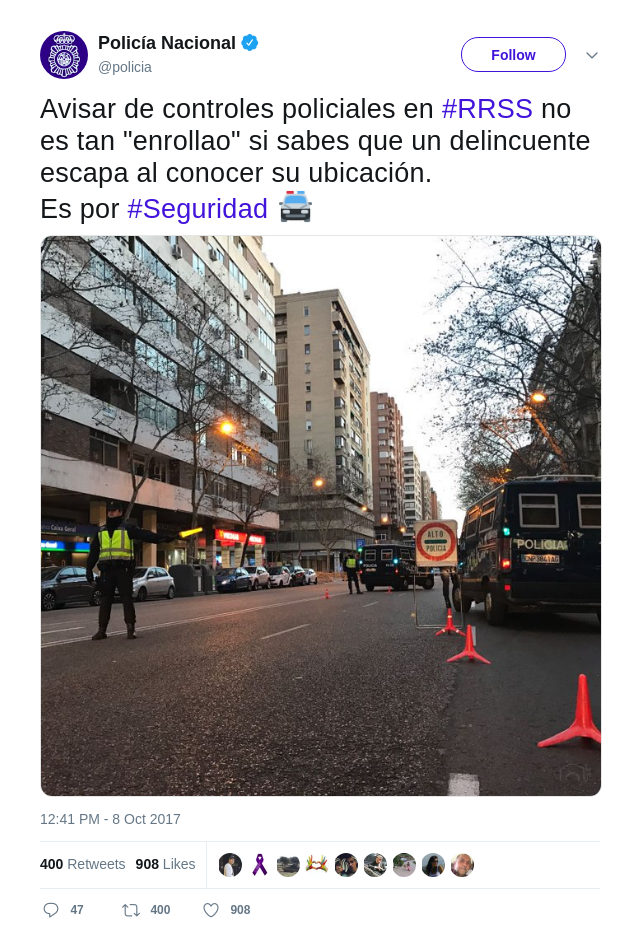 Policía Nacional
@policia
Follow
Avisar de controles policiales en #RRSS no
es tan "enrollao" si sabes que un delincuente
escapa al conocer su ubicación.
Es por #Seguridad
Caixa Geral
ALTO
POLICIA
POLICIA
12:41 PM - 8 Oct 2017
400 Retweets 908 Likes
47 400 908